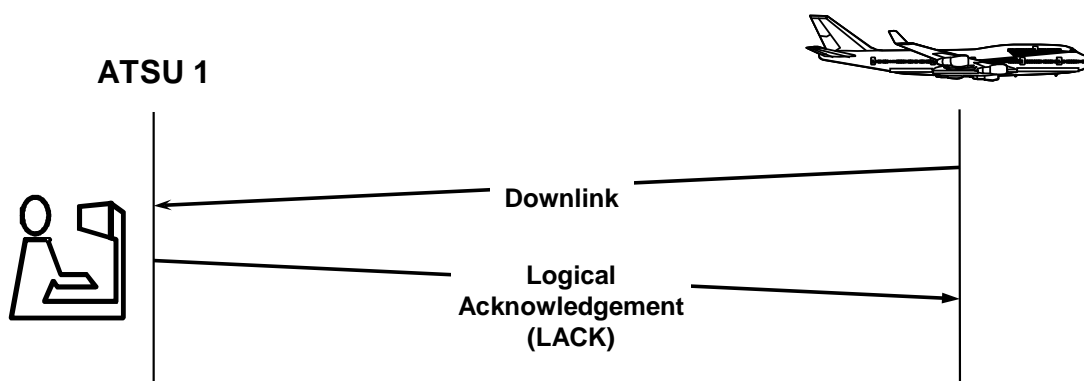 ATSU 1
Downlink
Logical
Acknowledgement
(LACK)